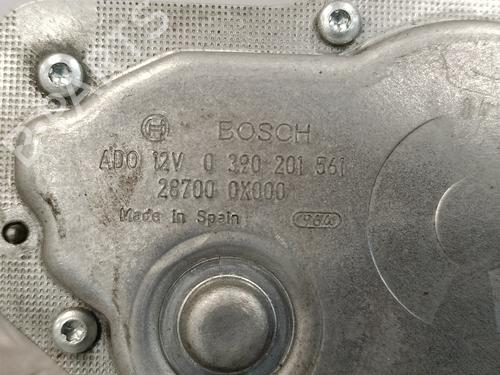 BOSCH
ADO 12V 0 390 201 561
28700 0X000
Made in Spain